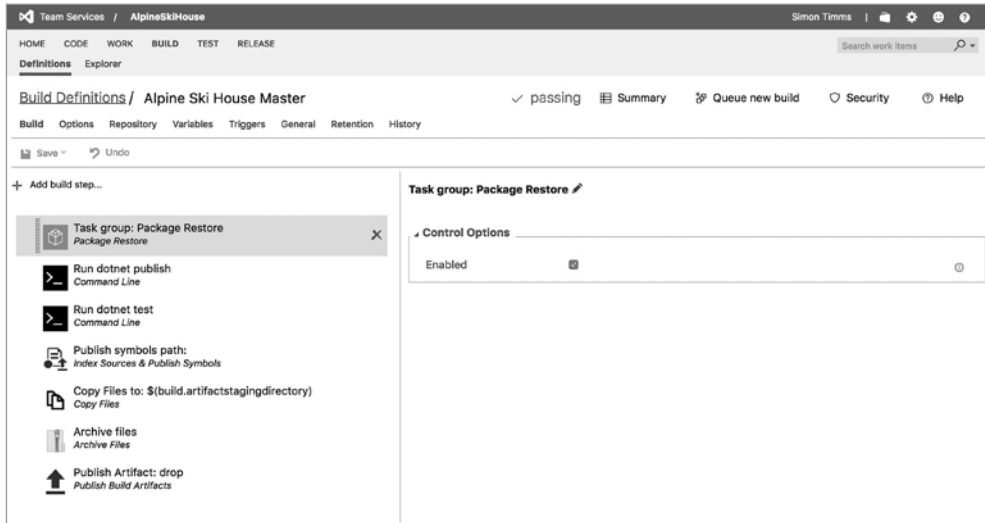 Team Services / AlpineSkiHouse Simon Timms
HOME CODE WORK BUILD TEST RELEASE Search work items
Definitions Explorer
Build Definitions / Alpine Ski House Master passing Summary Queue new build Security Help
Build Options Repository Variables Triggers General Retention History
Save Undo
Add build step...
Task group: Package Restore
Package Restore
Run dotnet publish
Command Line
Run dotnet test
Command Line
Publish symbols path:
Index Sources & Publish Symbols
Copy Files to: $(build.artifactstagingdirectory)
Copy Files
Archive files
Archive Files
Publish Artifact: drop
Publish Build Artifacts
Task group: Package Restore
Control Options
Enabled